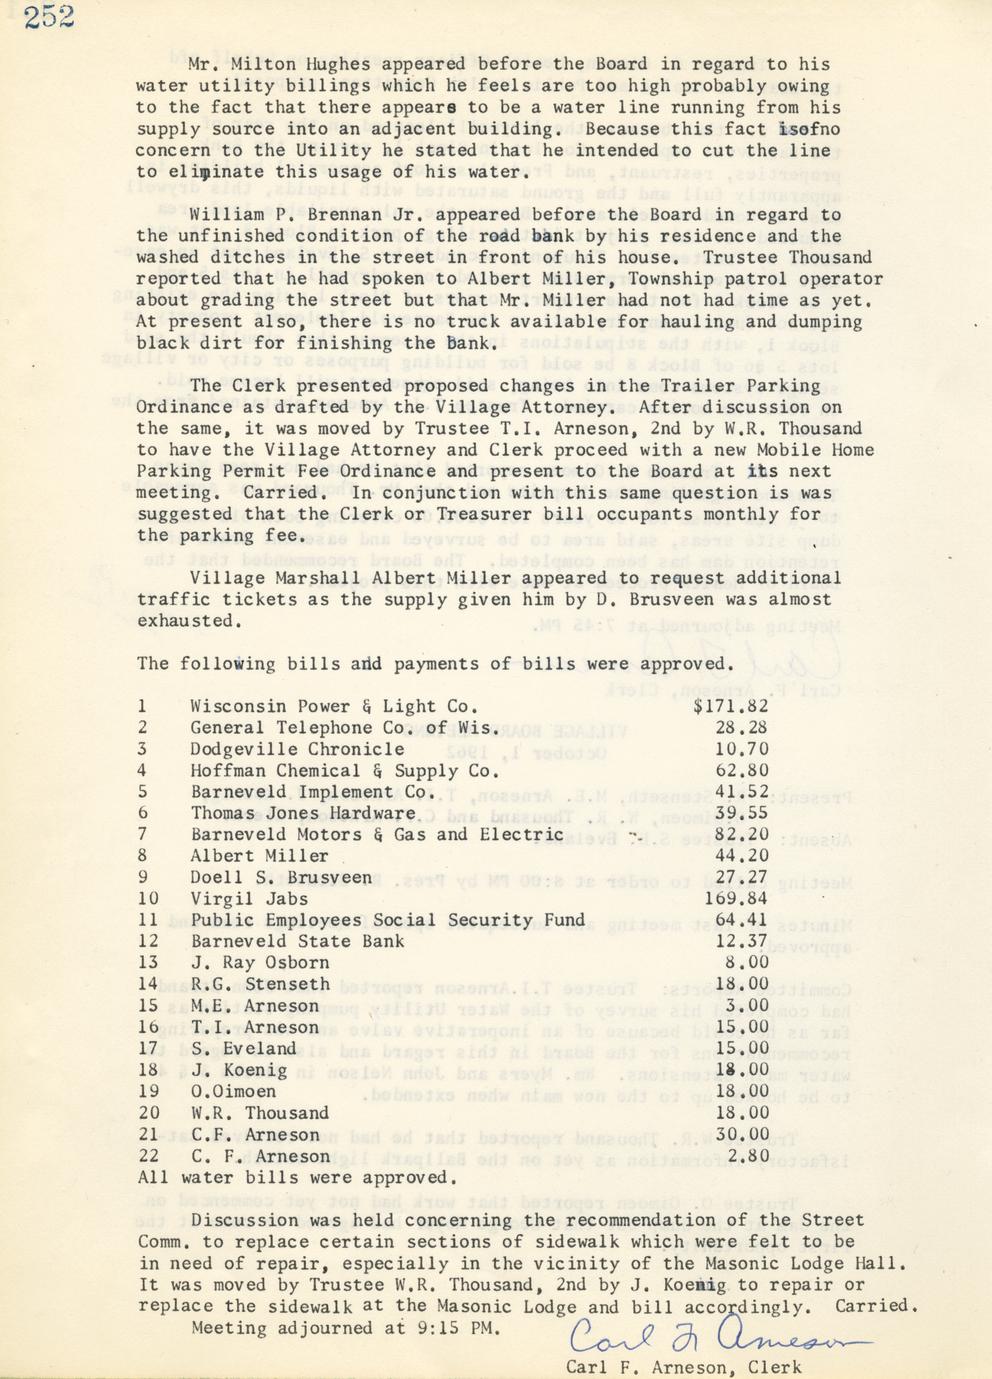 252
Mr. Milton Hughes appeared before the Board in regard to his
water utility billings which he feels are too high probably owing
to the fact that there appears to be a water line running from his
supply source into an adjacent building. Because this fact isofno
concern to the Utility he stated that he intended to cut the line
to eliminate this usage of his water.
William P. Brennan Jr. appeared before the Board in regard to
the unfinished condition of the road bank by his residence and the
washed ditches in the street in front of his house. Trustee Thousand
reported that he had spoken to Albert Miller, Township patrol operator
about grading the street but that Mr. Miller had not had time as yet.
At present also, there is no truck available for hauling and dumping
black dirt for finishing the bank.
The Clerk presented proposed changes in the Trailer Parking
Ordinance as drafted by the Village Attorney. After discussion on
the same, it was moved by Trustee T.I. Arneson, 2nd by W.R. Thousand
to have the Village Attorney and Clerk proceed with a new Mobile Home
Parking Permit Fee Ordinance and present to the Board at its next
meeting. Carried. In conjunction with this same question is was
suggested that the Clerk or Treasurer bill occupants monthly for
the parking fee.
Village Marshall Albert Miller appeared to request additional
traffic tickets as the supply given him by D. Brusveen was almost
exhausted.
The following bills and payments of bills were approved.
1 Wisconsin Power & Light Co. $171.82
2 General Telephone Co. of Wis. 28.28
3 Dodgeville Chronicle 10.70
4 Hoffman Chemical & Supply Co. 62.80
5 Barneveld Implement Co. 41.52
6 Thomas Jones Hardware 39.55
7 Barneveld Motors & Gas and Electric 82.20
8 Albert Miller 44.20
9 Doell S. Brusveen 27.27
10 Virgil Jabs 169.84
11 Public Employees Social Security Fund 64.41
12 Barneveld State Bank 12.37
13 J. Ray Osborn 8.00
14 R.G. Stenseth 18.00
15 M.E. Arneson 3.00
16 T.I. Arneson 15.00
17 S. Eveland 15.00
18 J. Koenig 18.00
19 O.Oimoen 18.00
20 W.R. Thousand 18.00
21 C.F. Arneson 30.00
22 C. F. Arneson 2.80
All water bills were approved.
Discussion was held concerning the recommendation of the Street
Comm. to replace certain sections of sidewalk which were felt to be
in need of repair, especially in the vicinity of the Masonic Lodge Hall.
It was moved by Trustee W.R. Thousand, 2nd by J. Koenig to repair or
replace the sidewalk at the Masonic Lodge and bill accordingly. Carried.
Meeting adjourned at 9:15 PM.
Carl F Arneson
Carl F. Arneson, Clerk